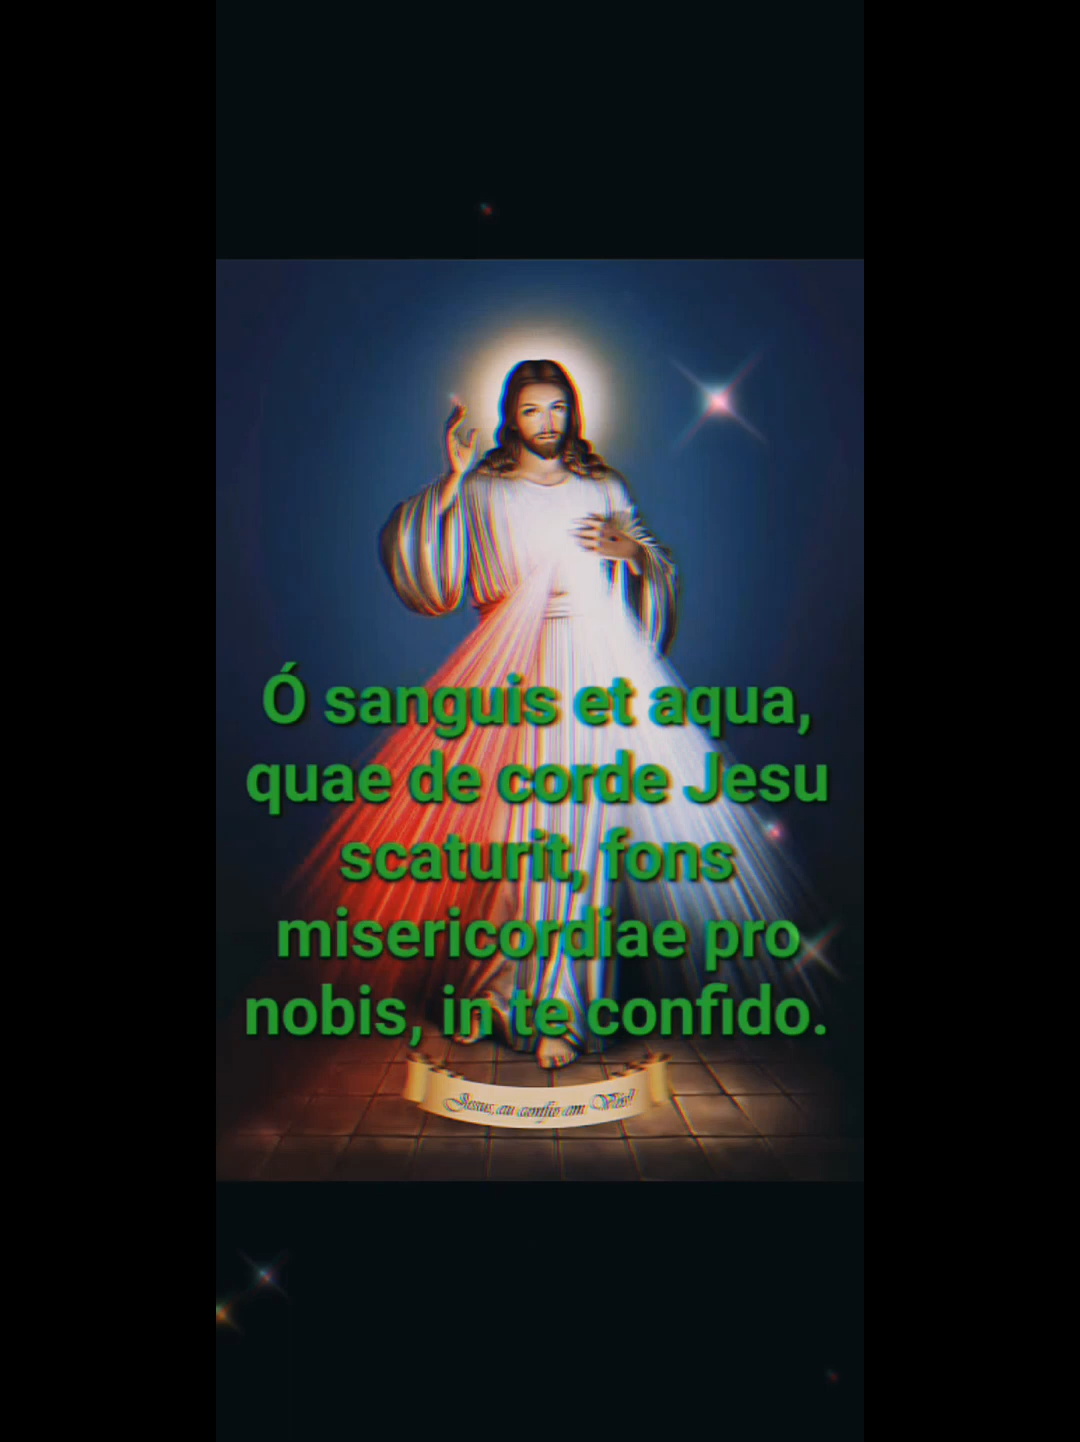 Ó sanguis et aqua,
quae de corde Jesu
scaturit, fons
misericordiae pro
nobis, in te confido.
Jesus, eu confio em Vós!